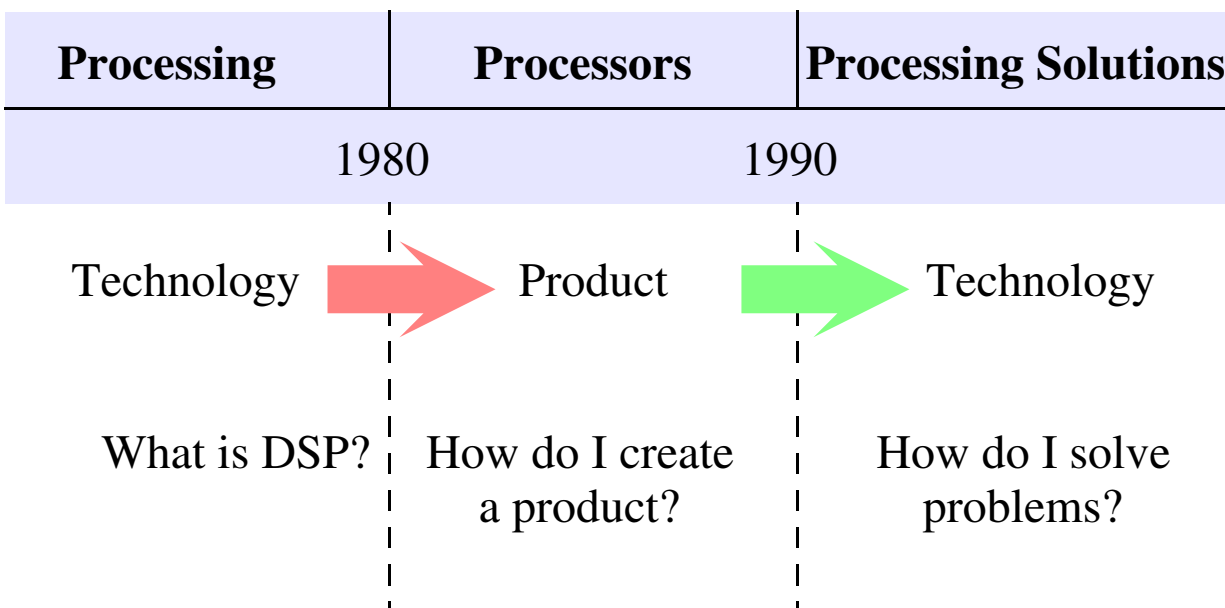 Processing Processors Processing Solutions
1980 1990
Technology Product Technology
What is DSP? How do I create How do I solve
a product? problems?